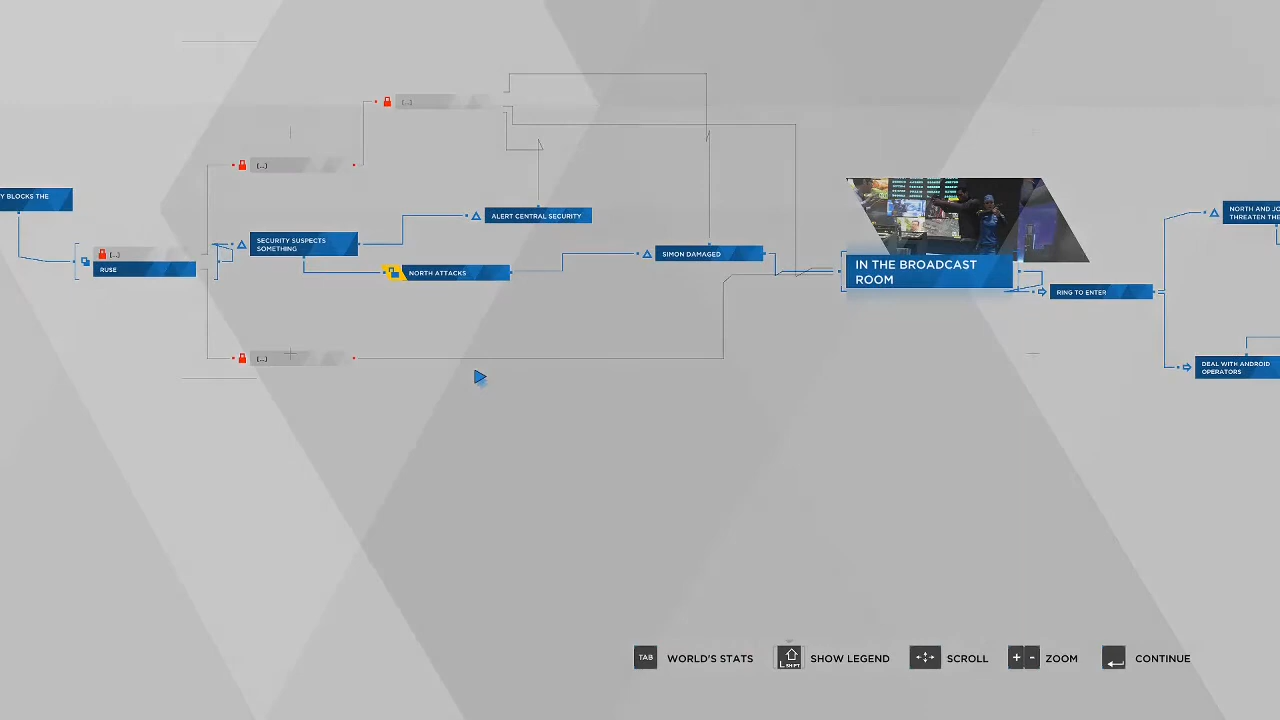 [...]
[...]
Y BLOCKS THE
ALERT CENTRAL SECURITY
NORTH AND JO
THREATEN THE
SECURITY SUSPECTS
SOMETHING
[...]
RUSE
SIMON DAMAGED
NORTH ATTACKS
IN THE BROADCAST
ROOM
RING TO ENTER
[...]
DEAL WITH ANDROID
OPERATORS
TAB WORLD'S STATS
L SHIFT SHOW LEGEND
SCROLL
+ - ZOOM
CONTINUE